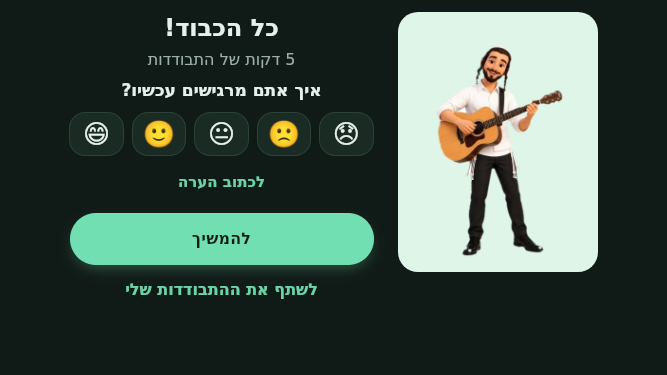 כל הכבוד!
5 דקות של התבודדות
איך אתם מרגישים עכשיו?
לכתוב הערה
להמשיך
לשתף את ההתבודדות שלי